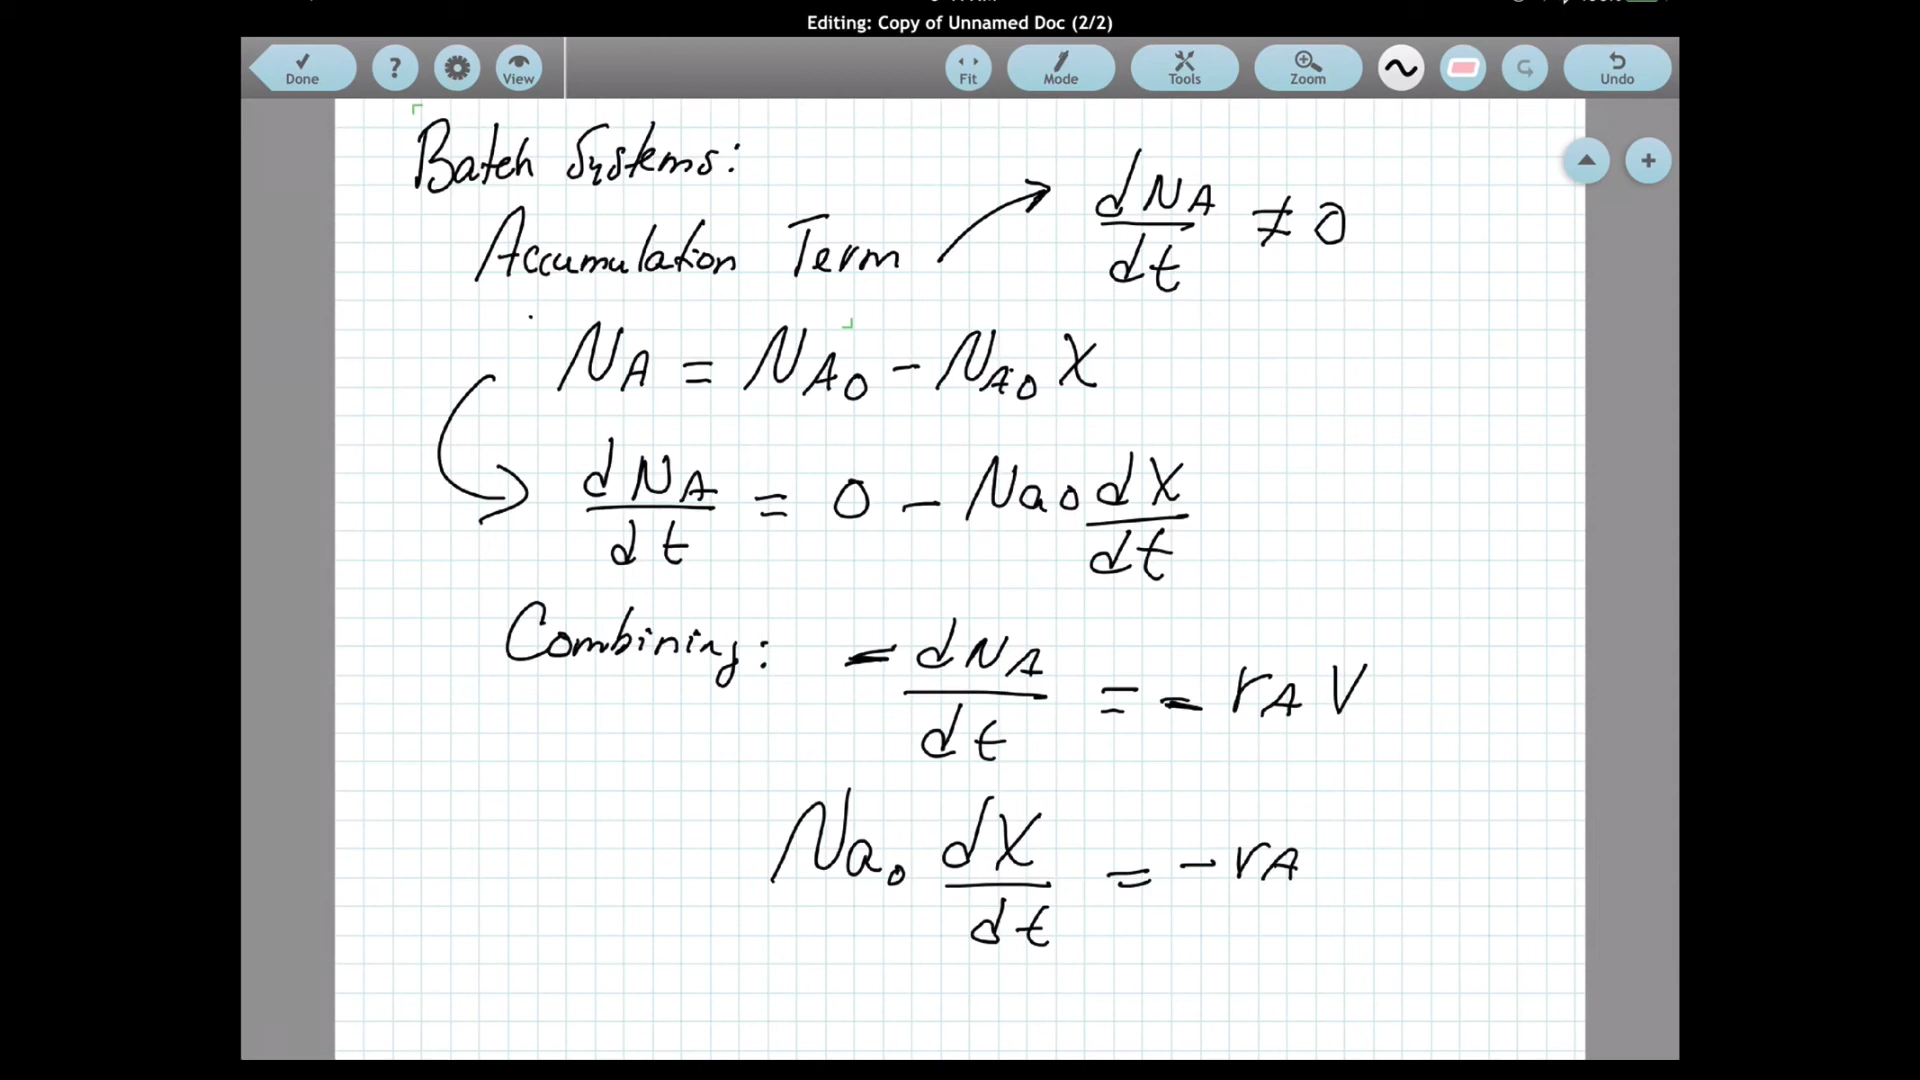 Editing: Copy of Unnamed Doc (2/2)
Done ? View Fit Mode Tools Zoom Undo
Batch Systems:
Accumulation Term → dNA/dt ≠ 0
NA = NA0 - NA0 X
dNA/dt = 0 - Na0 dX/dt
Combining: - dNA/dt = - rA V
Na0 dX/dt = - rA